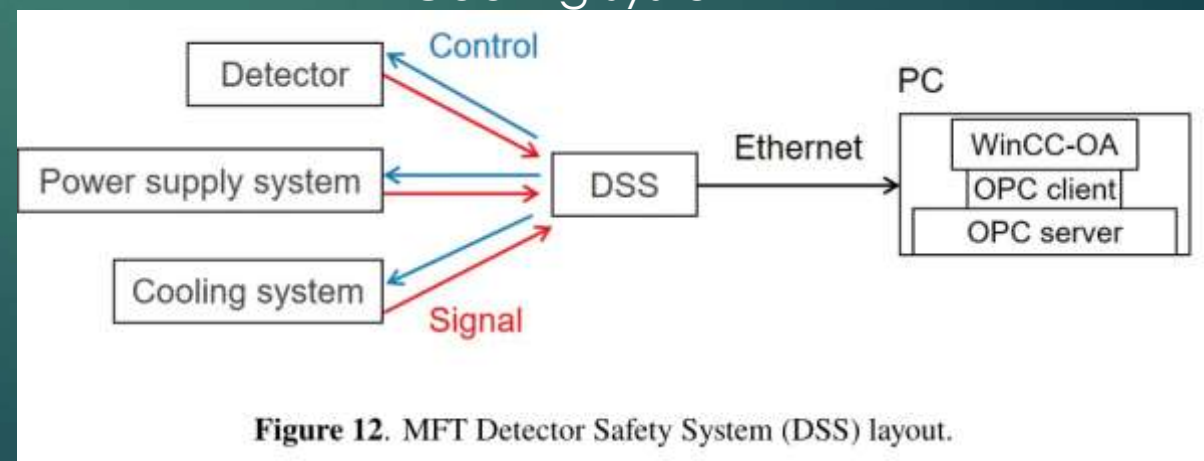 Control
Detector
PC
Ethernet
WinCC-OA
Power supply system
DSS
OPC client
OPC server
Cooling system
Signal
Figure 12. MFT Detector Safety System (DSS) layout.